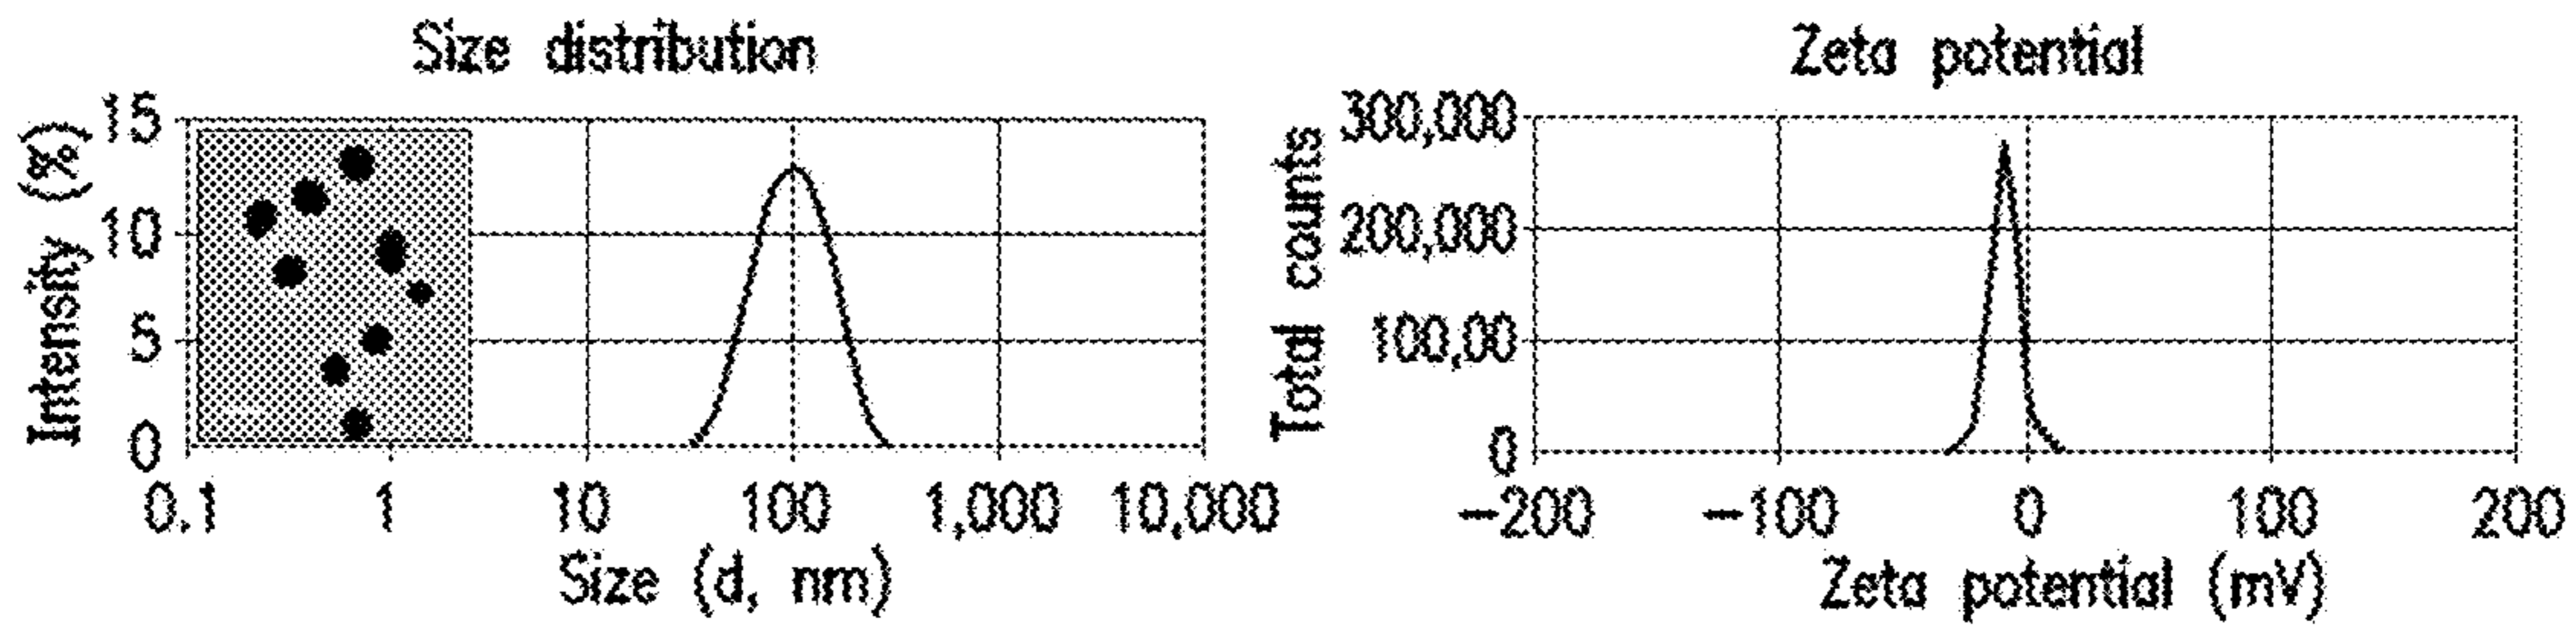 Size distribution
Intensity (%)
15
10
5
0
0.1 1 10 100 1,000 10,000
Size (d, nm)
Zeta potential
Total counts
300,000
200,000
100,00
0
-200 -100 0 100 200
Zeta potential (mV)